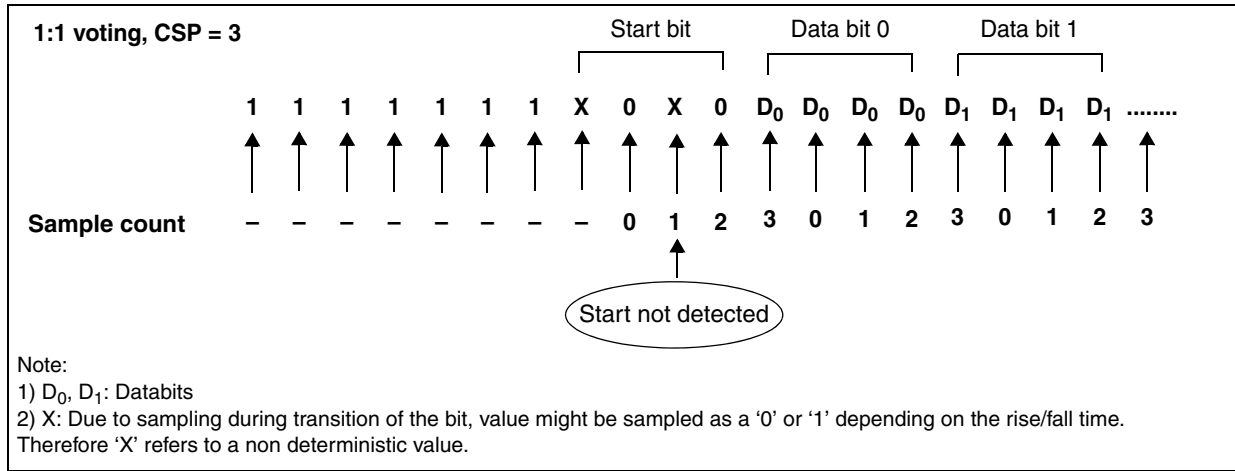 1:1 voting, CSP = 3
Start bit
Data bit 0
Data bit 1
1 1 1 1 1 1 1 X 0 X 0 D0 D0 D0 D0 D1 D1 D1 D1 ........
Sample count – – – – – – – – 0 1 2 3 0 1 2 3 0 1 2 3
Start not detected
Note:
1) D0, D1: Databits
2) X: Due to sampling during transition of the bit, value might be sampled as a ‘0’ or ‘1’ depending on the rise/fall time.
Therefore ‘X’ refers to a non deterministic value.